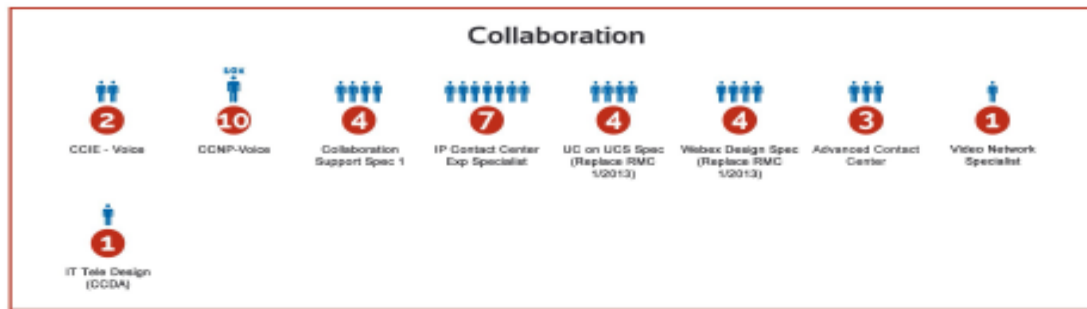 Collaboration
2
CCIE - Voice
10X
10
CCNP-Voice
4
Collaboration
Support Spec 1
7
IP Contact Center
Exp Specialist
4
UC on UCS Spec
(Replace RMC
1/2013)
4
Webex Design Spec
(Replace RMC
1/2013)
3
Advanced Contact
Center
1
Video Network
Specialist
1
IT Tele Design
(CCDA)